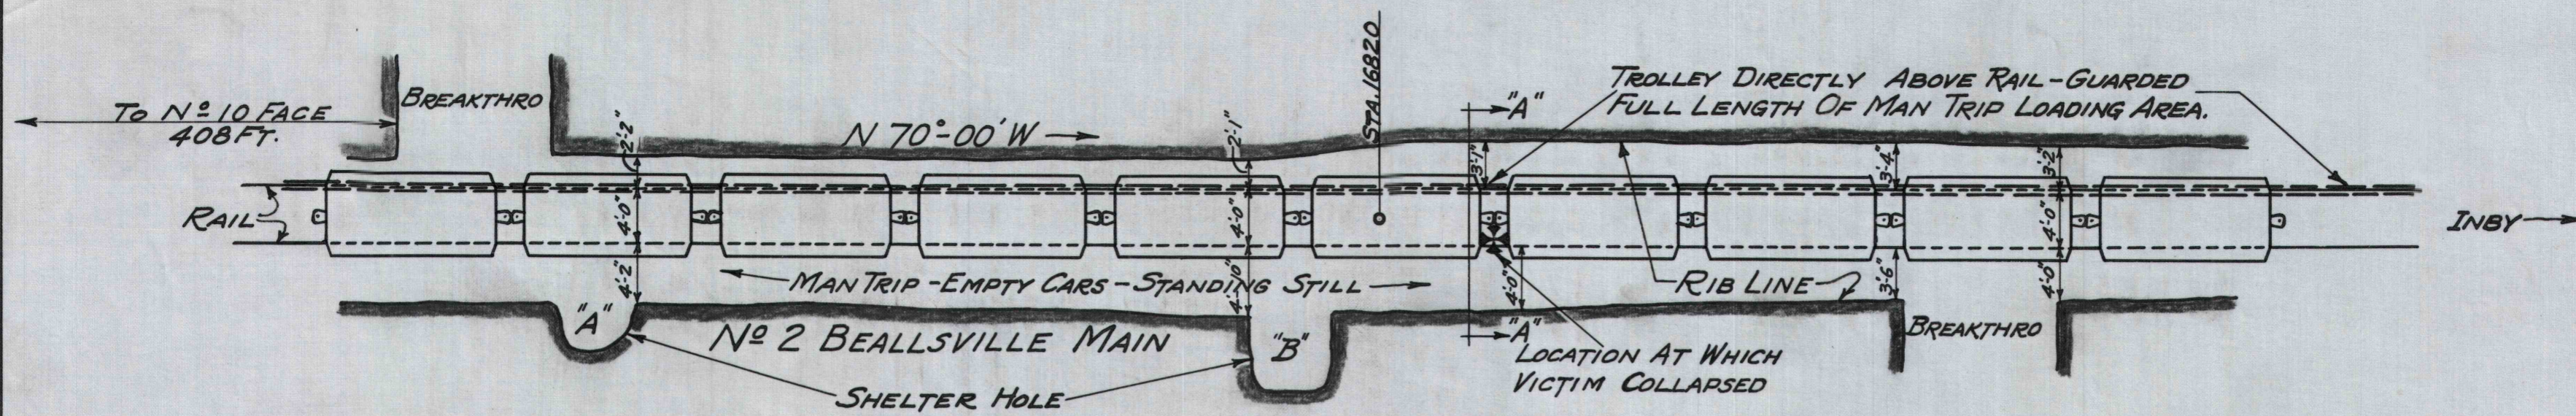 STA. 16820
TROLLEY DIRECTLY ABOVE RAIL-GUARDED
FULL LENGTH OF MAN TRIP LOADING AREA.
TO Nº 10 FACE
408 FT.
BREAKTHRO
N 70°-00' W
"A"
2'-2"
2'-1"
3'-1"
3'-4"
3'-2"
RAIL
4'-0"
4'-0"
4'-0"
INBY
4'-2"
MAN TRIP - EMPTY CARS - STANDING STILL
4'-10"
4'-0"
RIB LINE
3'-6"
4'-0"
"A"
Nº 2 BEALLSVILLE MAIN
"B"
"A"
BREAKTHRO
LOCATION AT WHICH
VICTIM COLLAPSED
SHELTER HOLE